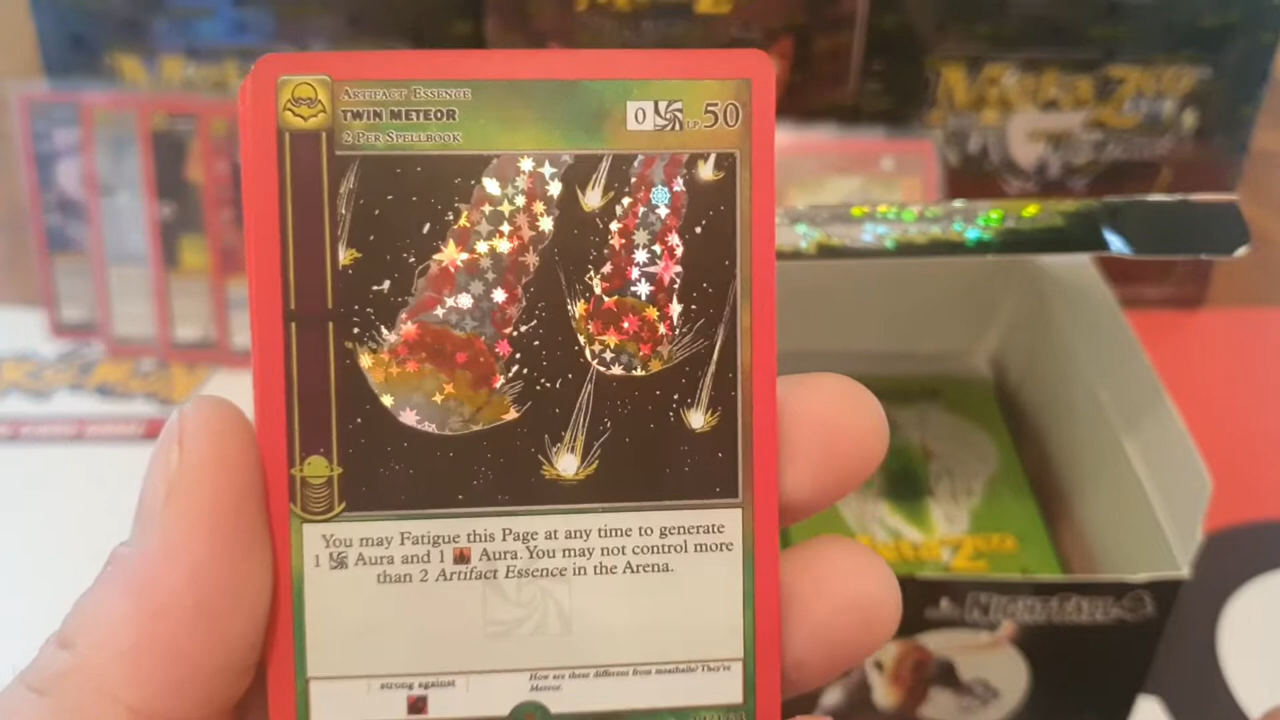 ARTIFACT ESSENCE
TWIN METEOR
2 PER SPELLBOOK
0 LP 50
You may Fatigue this Page at any time to generate
1 Aura and 1 Aura. You may not control more
than 2 Artifact Essence in the Arena.
strong against
How are these different from meatballs? They're
Meteor.
NIGHTFALL